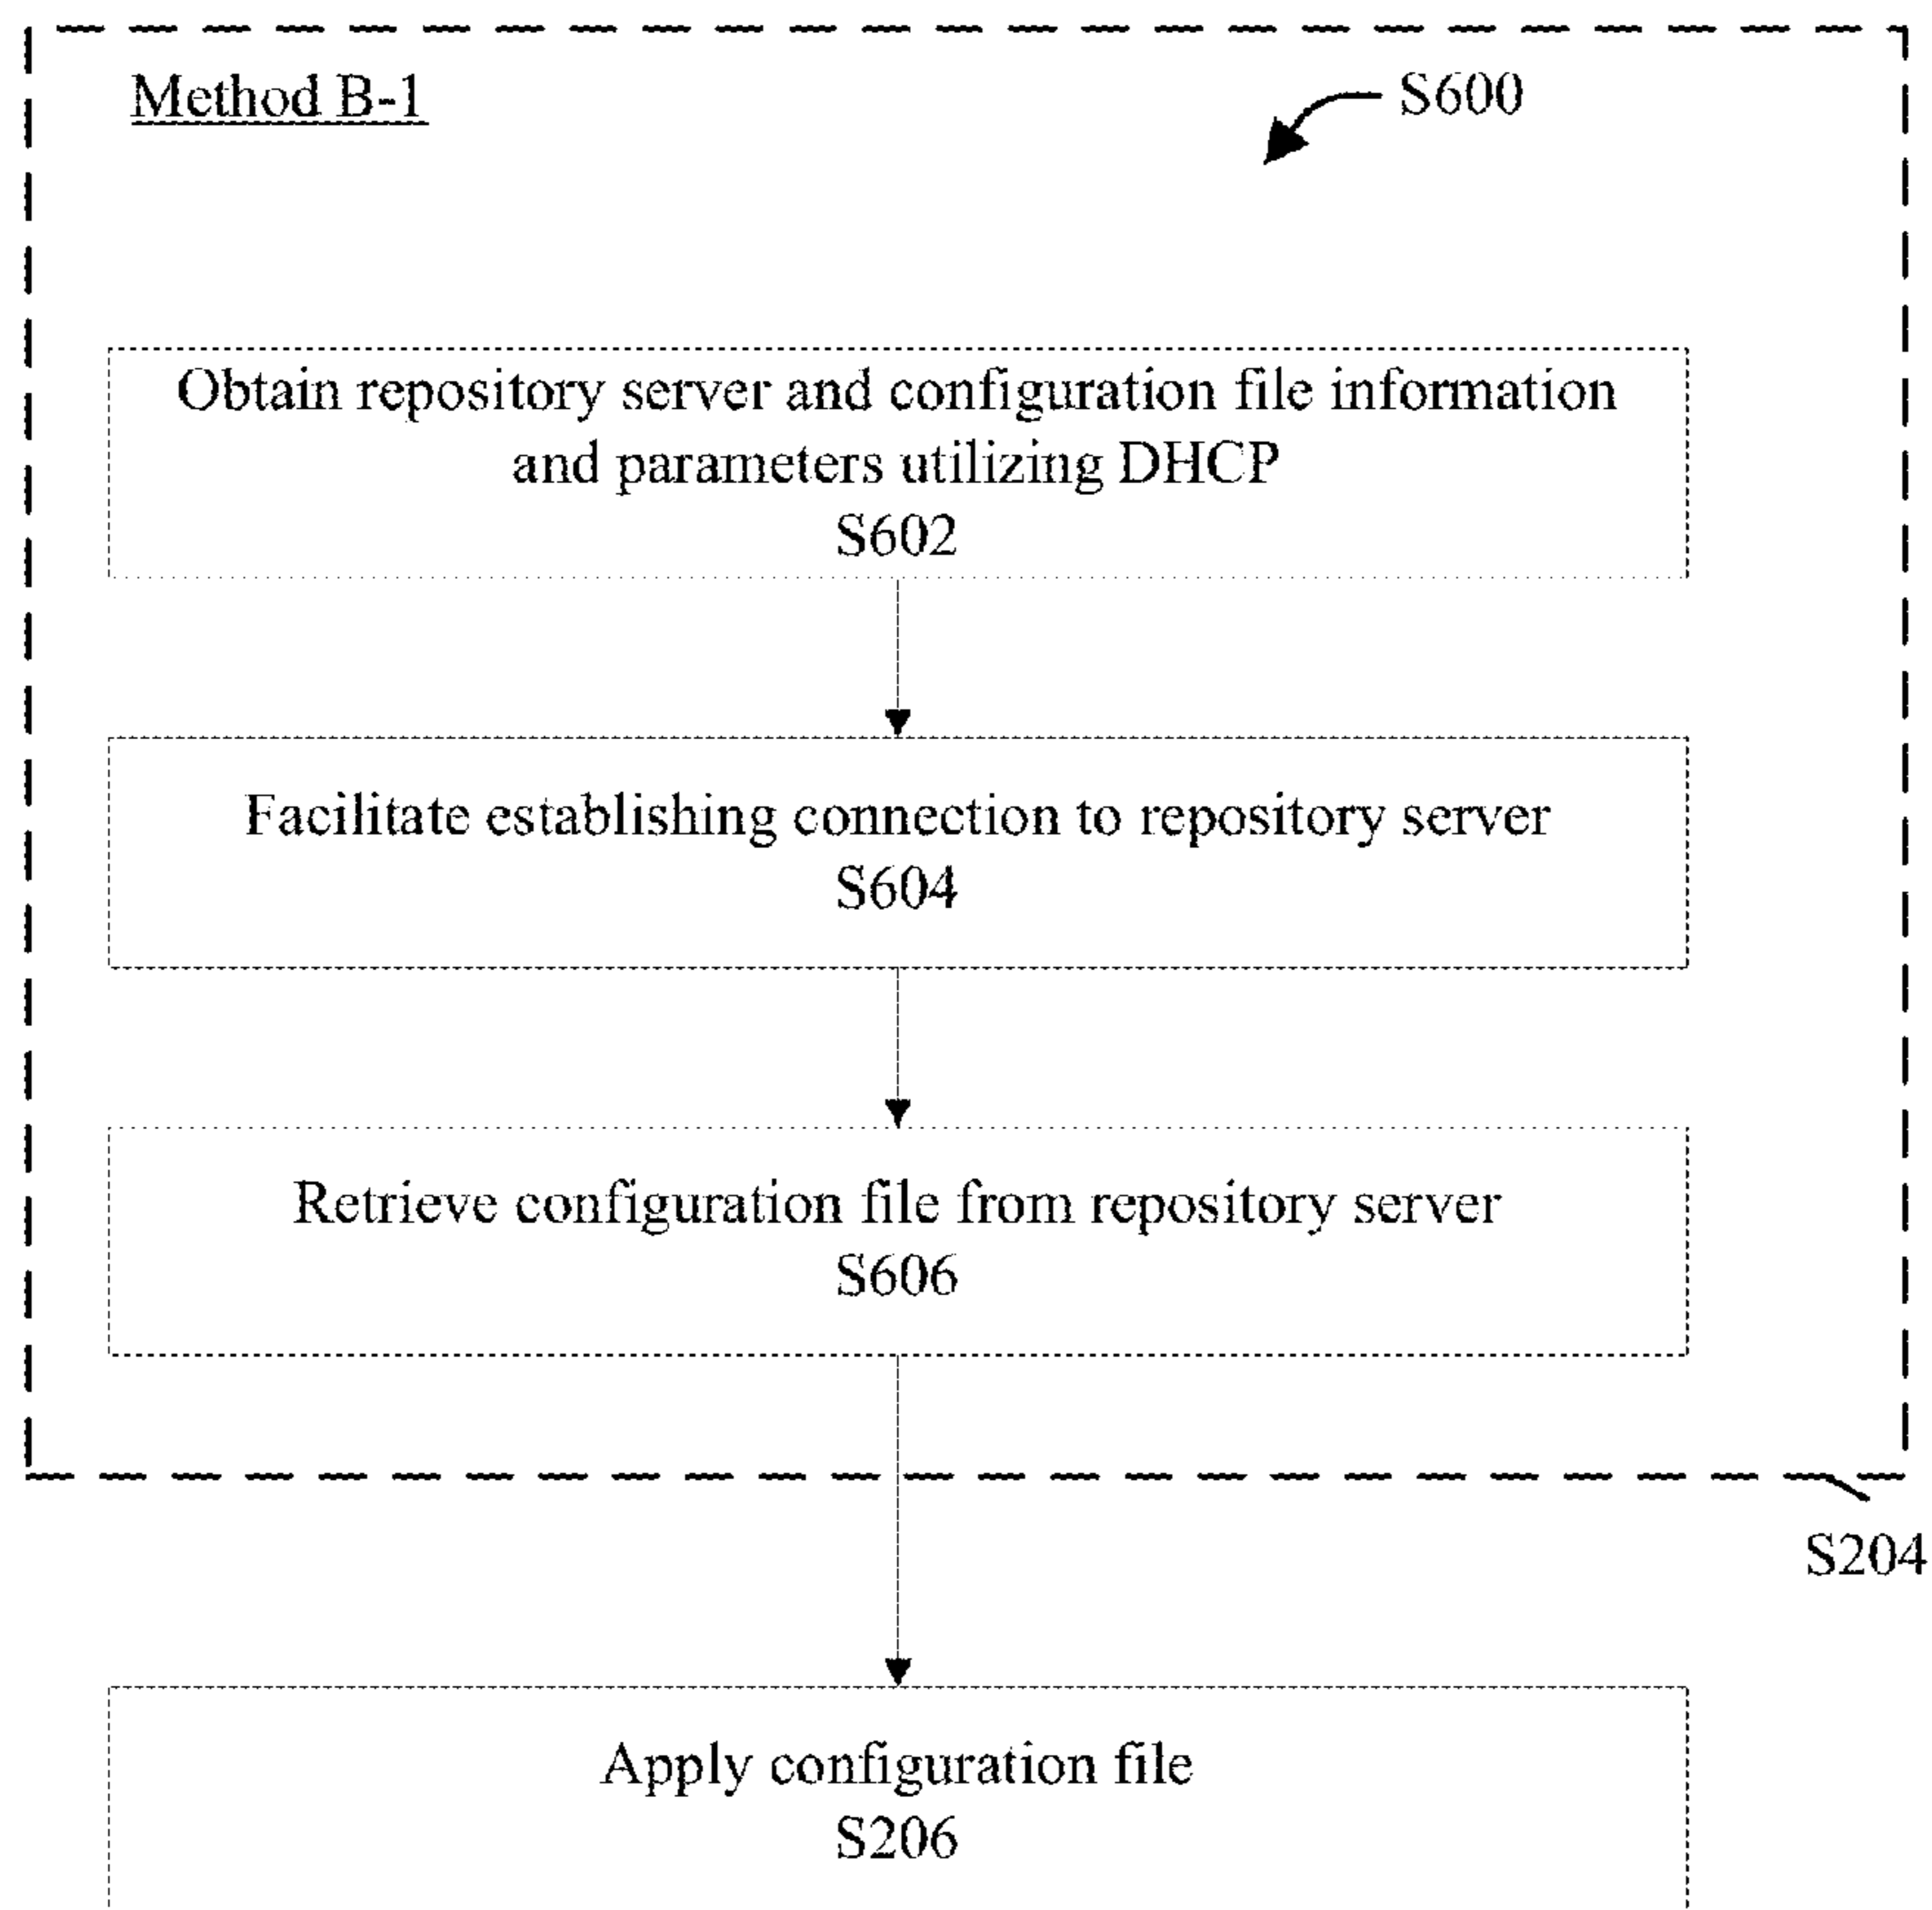 Method B-1
S600
Obtain repository server and configuration file information
and parameters utilizing DHCP
S602
Facilitate establishing connection to repository server
S604
Retrieve configuration file from repository server
S606
S204
Apply configuration file
S206